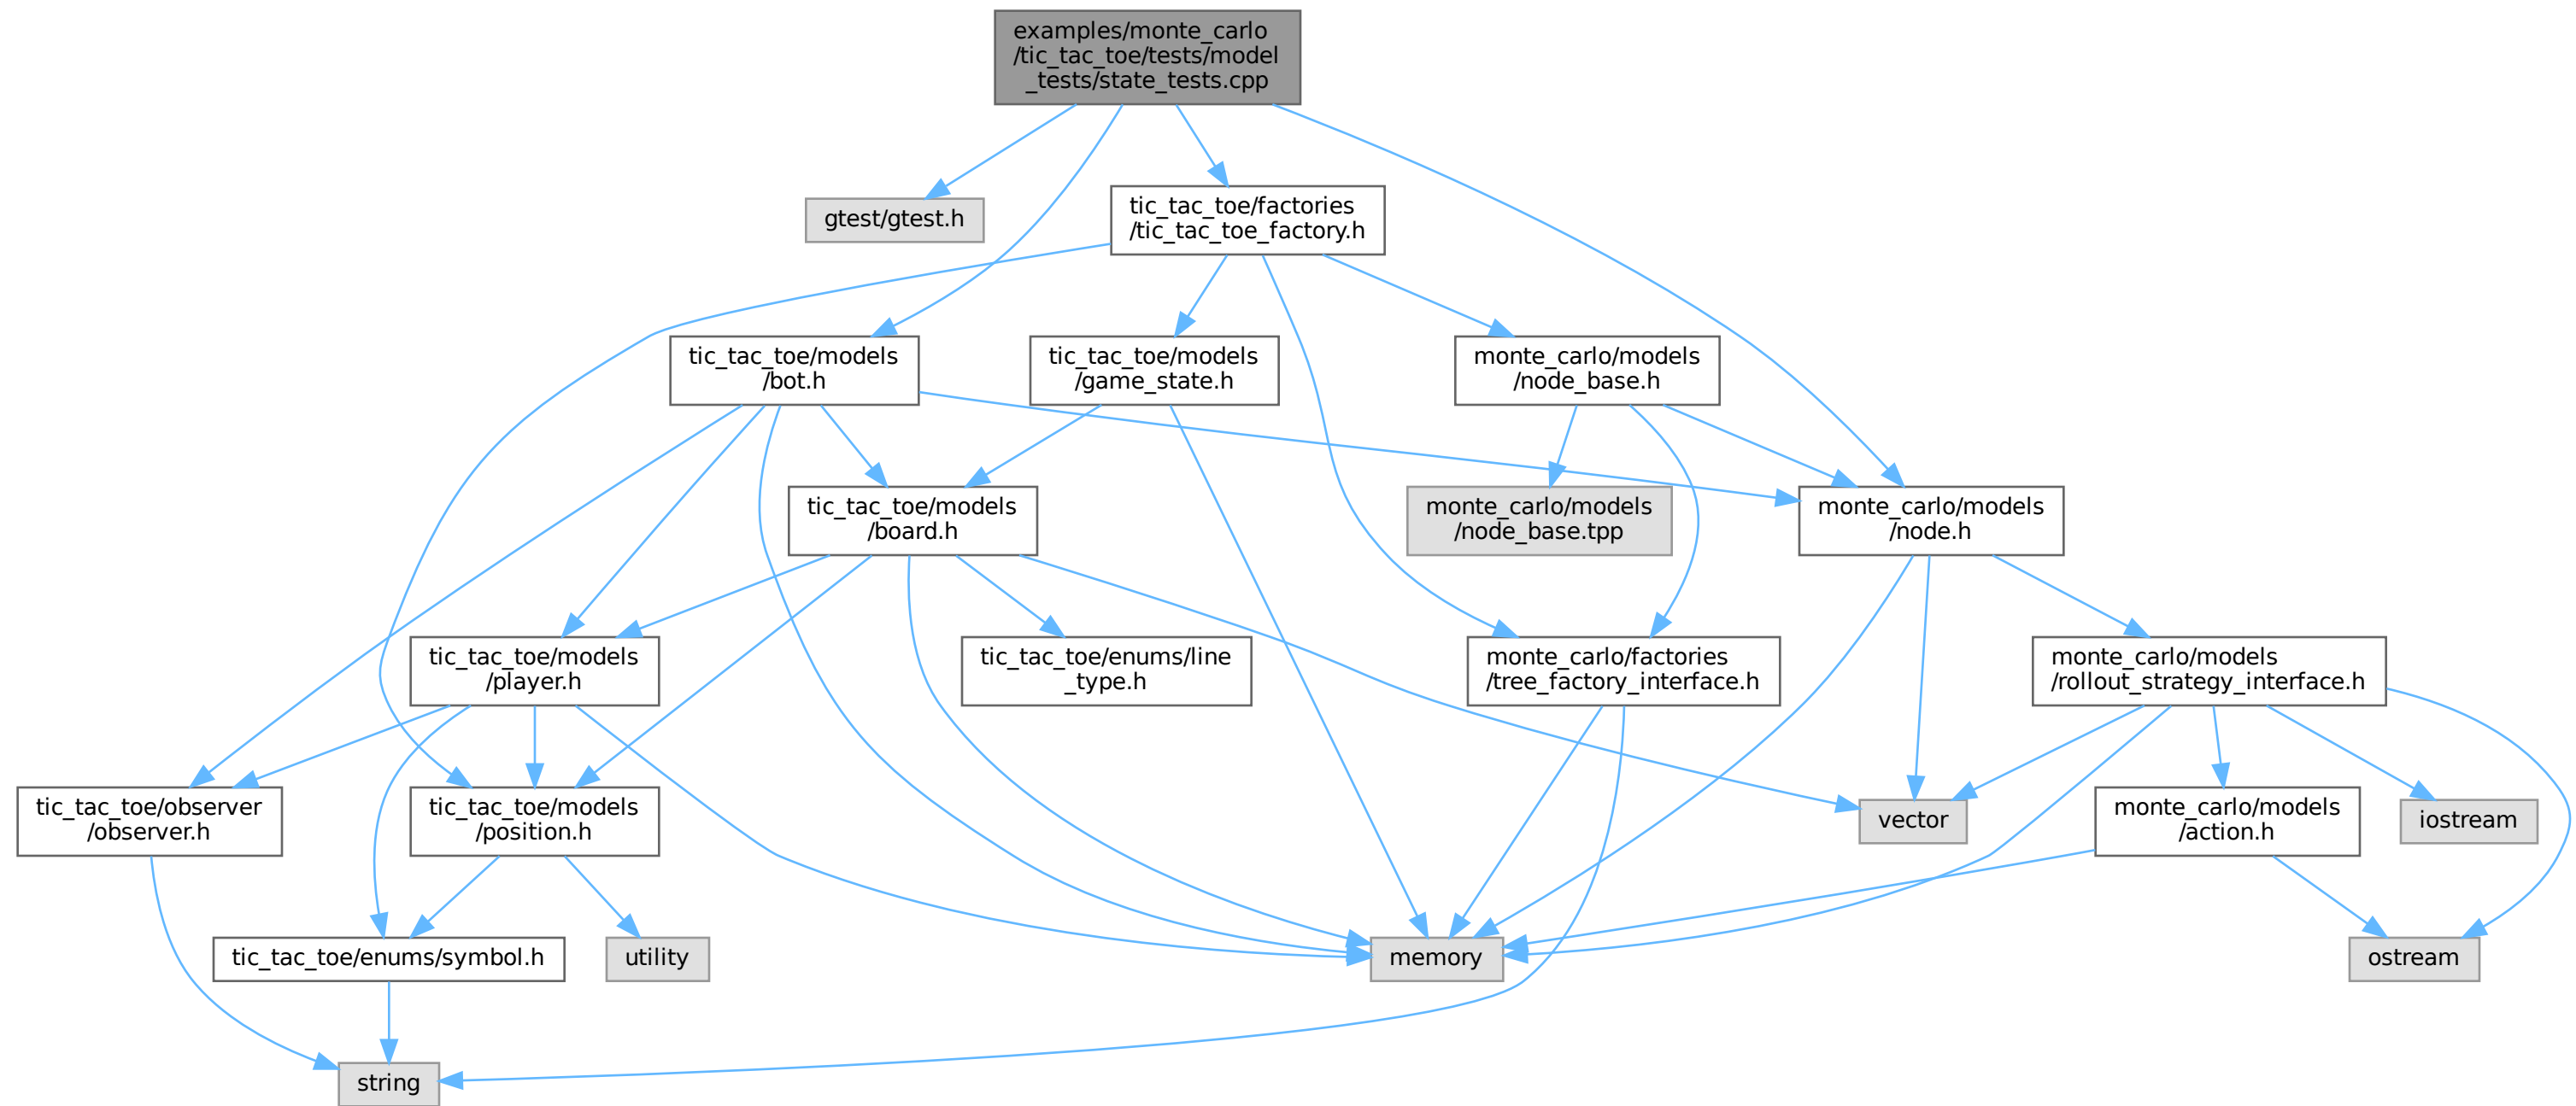 examples/monte_carlo
/tic_tac_toe/tests/model
_tests/state_tests.cpp
gtest/gtest.h
tic_tac_toe/factories
/tic_tac_toe_factory.h
tic_tac_toe/models
/bot.h
tic_tac_toe/models
/game_state.h
monte_carlo/models
/node_base.h
tic_tac_toe/models
/board.h
monte_carlo/models
/node_base.tpp
monte_carlo/models
/node.h
tic_tac_toe/models
/player.h
tic_tac_toe/enums/line
_type.h
monte_carlo/factories
/tree_factory_interface.h
monte_carlo/models
/rollout_strategy_interface.h
tic_tac_toe/observer
/observer.h
tic_tac_toe/models
/position.h
vector
monte_carlo/models
/action.h
iostream
tic_tac_toe/enums/symbol.h
utility
memory
ostream
string